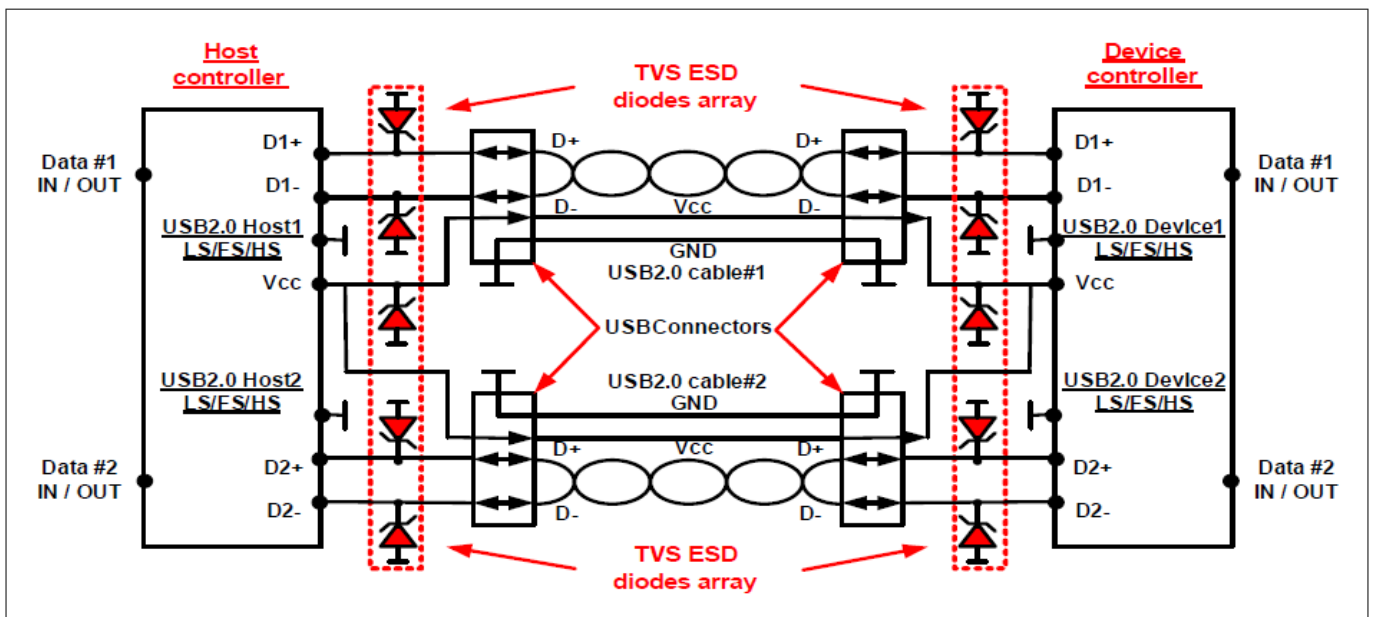 Host
controller
Device
controller
TVS ESD
diodes array
D1+
D+
D+
D1+
Data #1
IN / OUT
Data #1
IN / OUT
D1-
D-
Vcc
D-
D1-
USB2.0 Host1
LS/FS/HS
USB2.0 DevIce1
LS/FS/HS
GND
USB2.0 cable#1
Vcc
Vcc
USBConnectors
USB2.0 Host2
LS/FS/HS
USB2.0 cable#2
GND
USB2.0 DevIce2
LS/FS/HS
D+
Vcc
D+
Data #2
IN / OUT
D2+
D2+
Data #2
IN / OUT
D2-
D-
D-
D2-
TVS ESD
diodes array